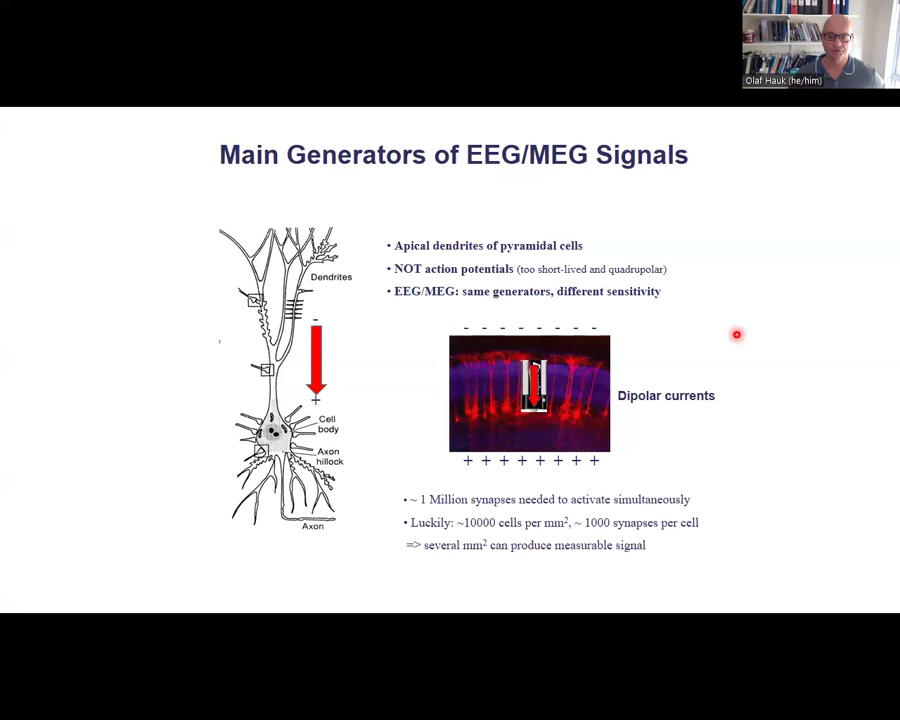 Olaf Hauk (he/him)
Main Generators of EEG/MEG Signals
Dendrites
-
+
Cell
body
Axon
hillock
Axon
• Apical dendrites of pyramidal cells
• NOT action potentials (too short-lived and quadrupolar)
• EEG/MEG: same generators, different sensitivity
- - - - - - - -
Dipolar currents
+ + + + + + + +
• ~ 1 Million synapses needed to activate simultaneously
• Luckily: ~10000 cells per mm², ~ 1000 synapses per cell
=> several mm² can produce measurable signal